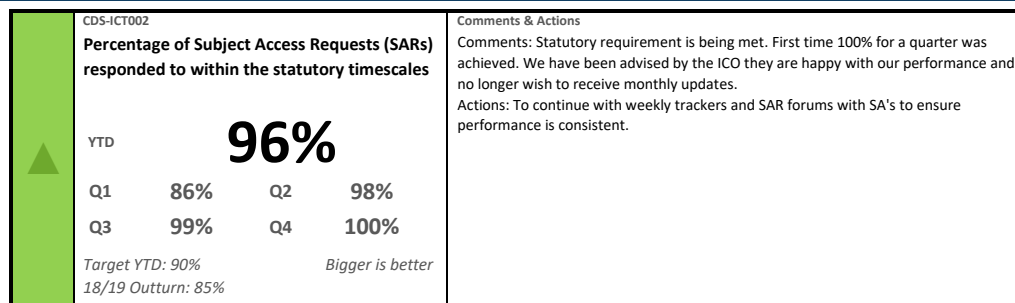 CDS-ICT002
Percentage of Subject Access Requests (SARs)
responded to within the statutory timescales
YTD 96%
Q1 86% Q2 98%
Q3 99% Q4 100%
Target YTD: 90% Bigger is better
18/19 Outturn: 85%
Comments & Actions
Comments: Statutory requirement is being met. First time 100% for a quarter was
achieved. We have been advised by the ICO they are happy with our performance and
no longer wish to receive monthly updates.
Actions: To continue with weekly trackers and SAR forums with SA's to ensure
performance is consistent.